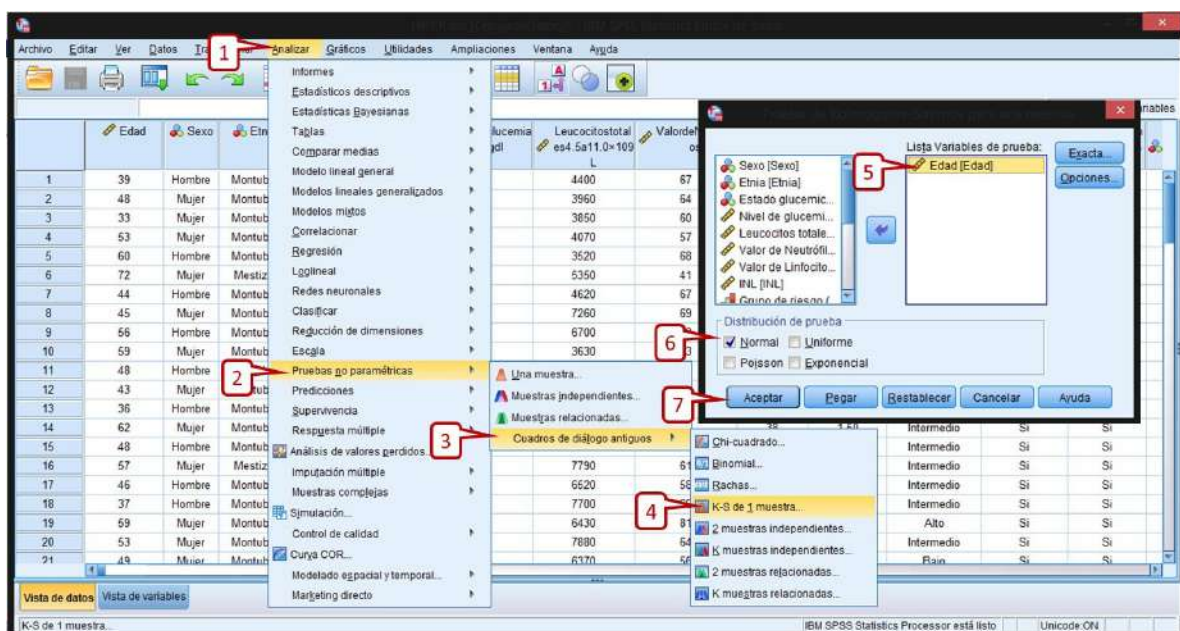 Archivo Editar Ver Datos Analizar Gráficos Utilidades Ampliaciones Ventana Ayuda
1
Informes
Estadísticos descriptivos
Estadísticas Bayesianas
Tablas
Comparar medias
Modelo lineal general
Modelos lineales generalizados
Modelos mixtos
Correlacionar
Regresión
Loglineal
Redes neuronales
Clasificar
Reducción de dimensiones
Escala
2
Pruebas no paramétricas
Predicciones
Supervivencia
Respuesta múltiple
Análisis de valores perdidos...
Imputación múltiple
Muestras complejas
Simulación...
Control de calidad
Curva COR...
Modelado espacial y temporal...
Marketing directo
Una muestra...
Muestras independientes...
Muestras relacionadas...
3
Cuadros de diálogo antiguos
Chi-cuadrado...
Binomial...
Rachas...
4
K-S de 1 muestra...
2 muestras independientes...
K muestras independientes...
2 muestras relacionadas...
K muestras relacionadas...
Lista Variables de prueba:
Sexo [Sexo]
Etnia [Etnia]
Estado glucemic...
Nivel de glucemi...
Leucocitos totale...
Valor de Neutrófil...
Valor de Linfocito...
INL [INL]
Grupo de riesgo (
5
Edad [Edad]
Exacta...
Opciones...
Distribución de prueba
6
Normal Uniforme
Poisson Exponencial
7
Aceptar Pegar Restablecer Cancelar Ayuda
Edad Sexo Etn
Leucocitostotal
es4.5a11.0×109
L
1 39 Hombre Montub 4400 67
2 48 Mujer Montub 3960 64
3 33 Mujer Montub 3850 60
4 53 Mujer Montub 4070 57
5 60 Hombre Montub 3520 68
6 72 Mujer Mestiz 5350 41
7 44 Hombre Montub 4620 67
8 45 Mujer Montub 7260 69
9 56 Hombre Montub 6700
10 59 Mujer Montub 3630
11 48 Hombre
12 43 Mujer
13 36 Hombre Montub
14 62 Mujer Montub Intermedio Si Si
15 48 Hombre Montub Intermedio Si Si
16 57 Mujer Mestiz 7790 Intermedio Si Si
17 46 Hombre Montub 6520 Intermedio Si Si
18 37 Hombre Montub 7700 Intermedio Si Si
19 59 Mujer Montub 6430 Alto Si Si
20 53 Mujer Montub 7880 Intermedio Si Si
21 49 Mujer Montub 6370 Bajo Si Si
Vista de datos Vista de variables
K-S de 1 muestra... IBM SPSS Statistics Processor está listo Unicode:ON